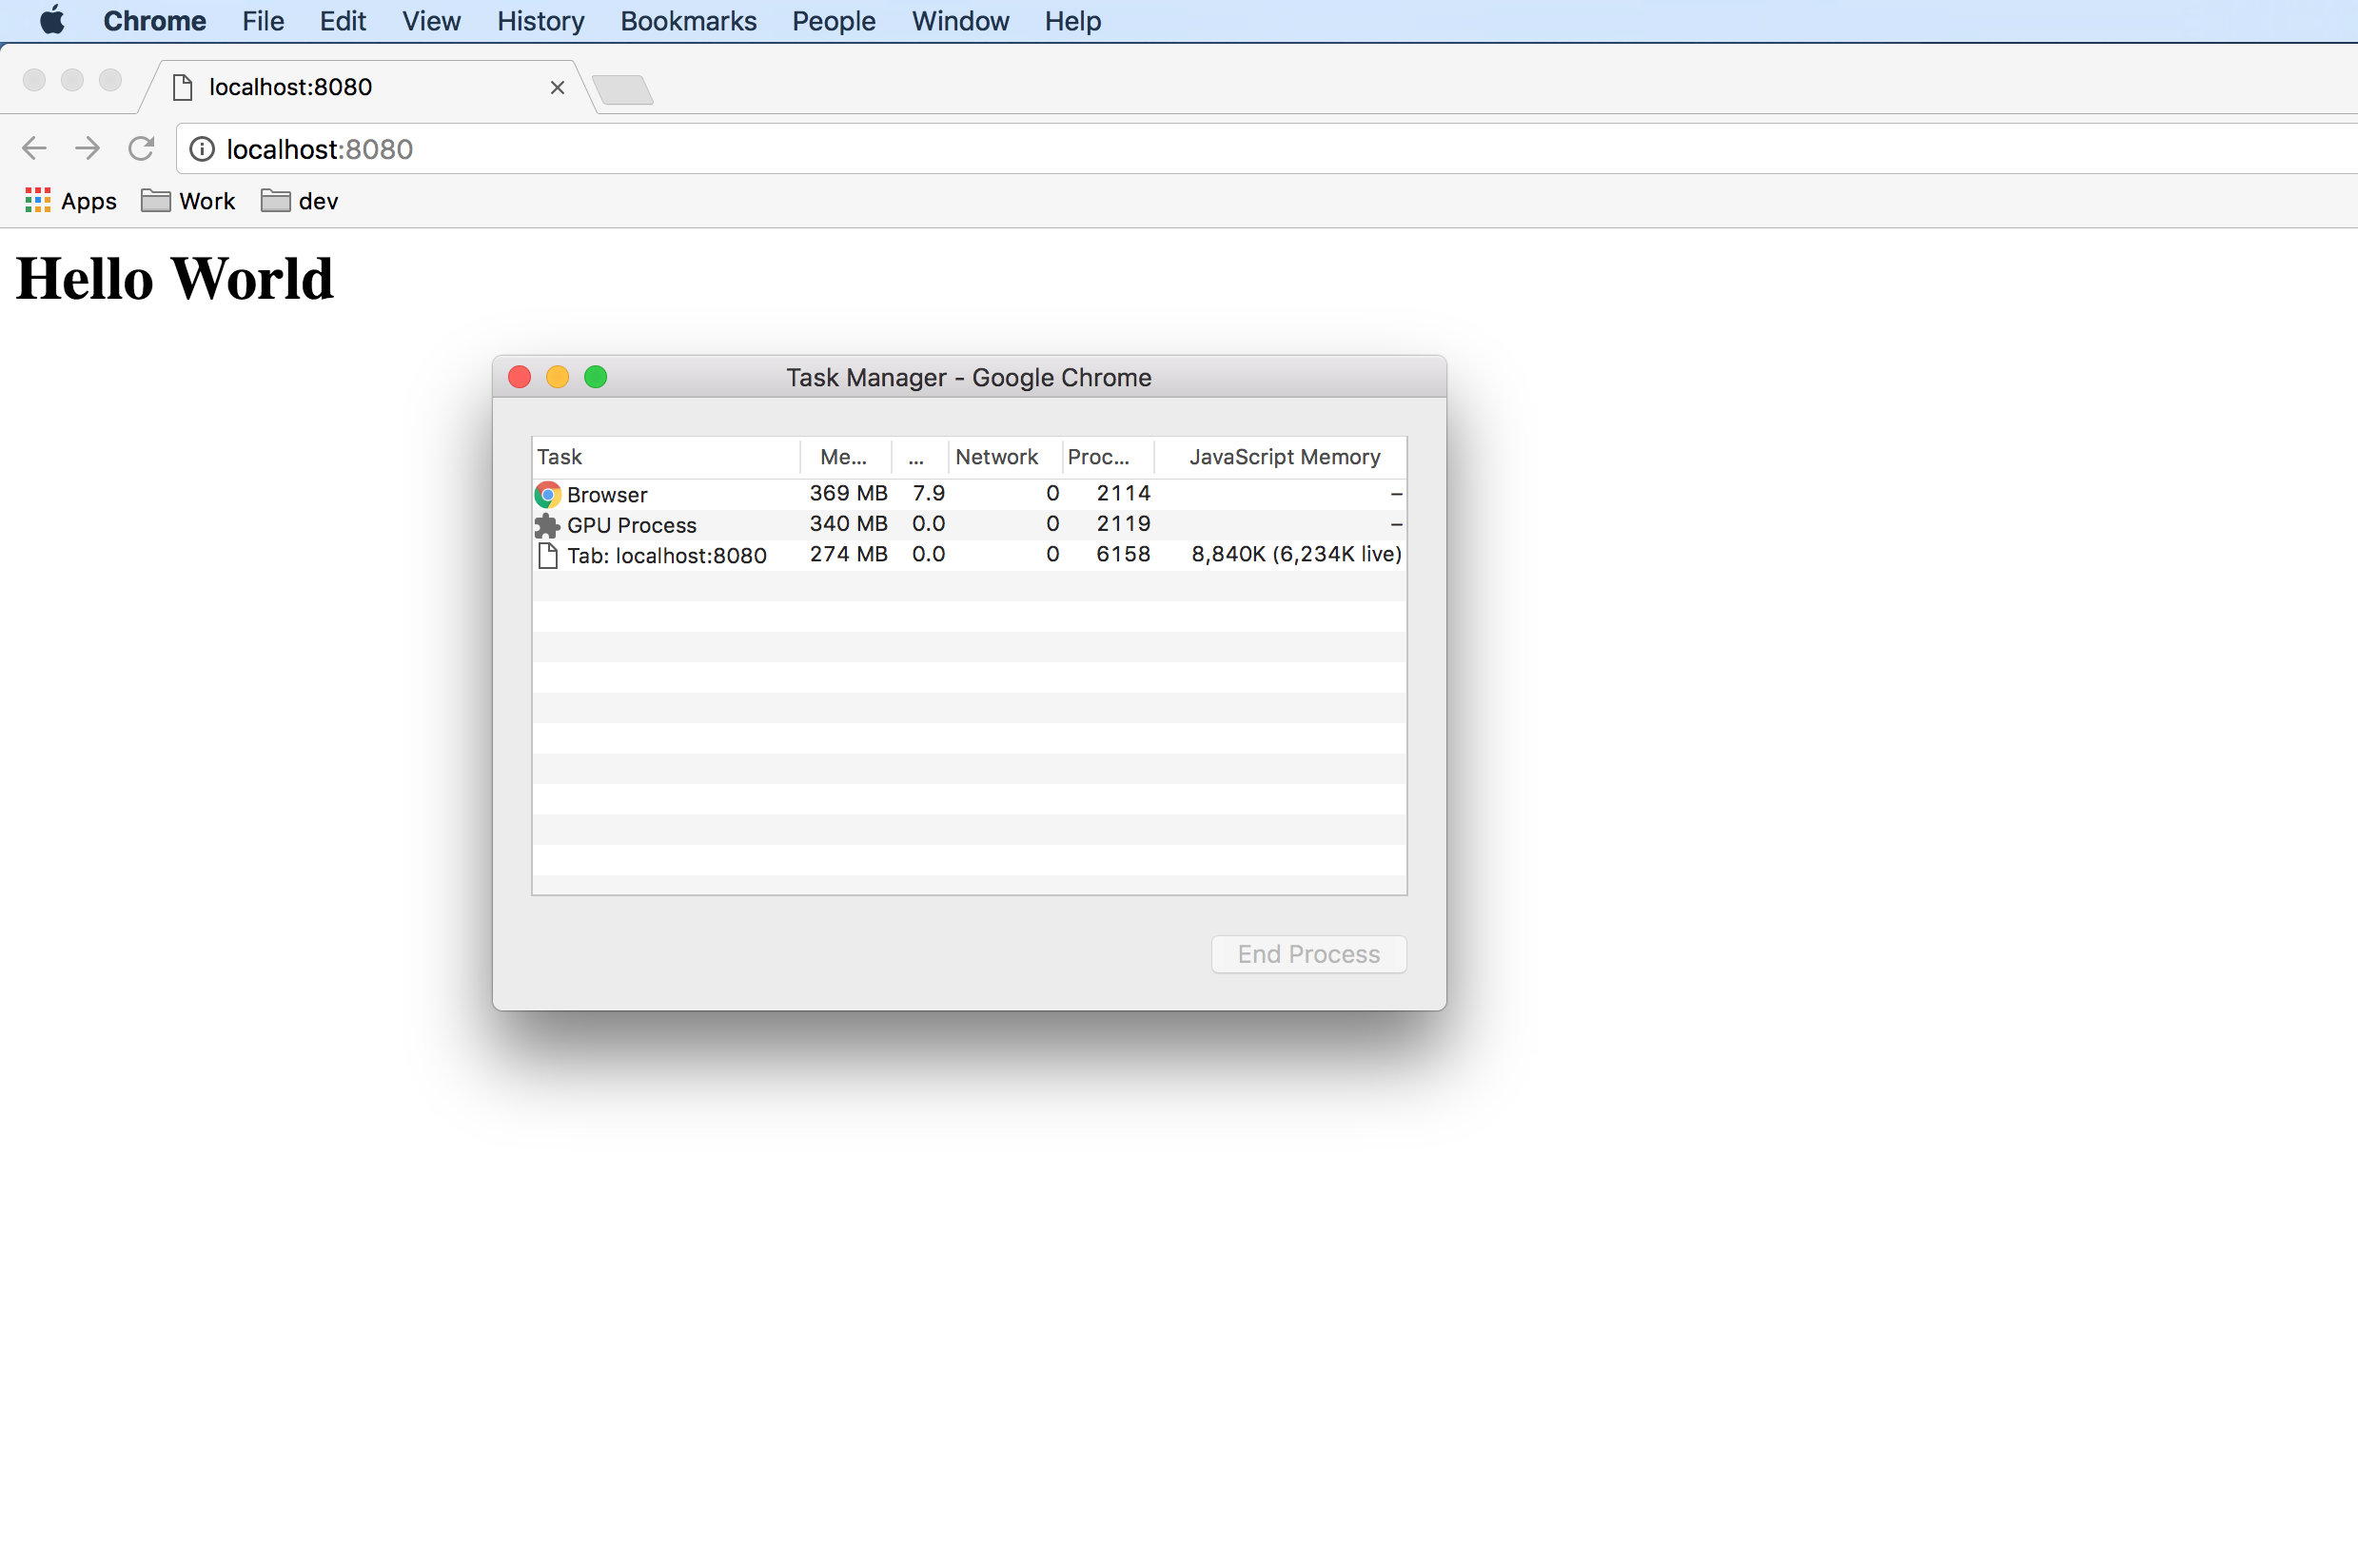 Chrome File Edit View History Bookmarks People Window Help
localhost:8080
localhost:8080
Apps Work dev
Hello World
Task Manager - Google Chrome
Task Me... ... Network Proc... JavaScript Memory
Browser 369 MB 7.9 0 2114 –
GPU Process 340 MB 0.0 0 2119 –
Tab: localhost:8080 274 MB 0.0 0 6158 8,840K (6,234K live)
End Process